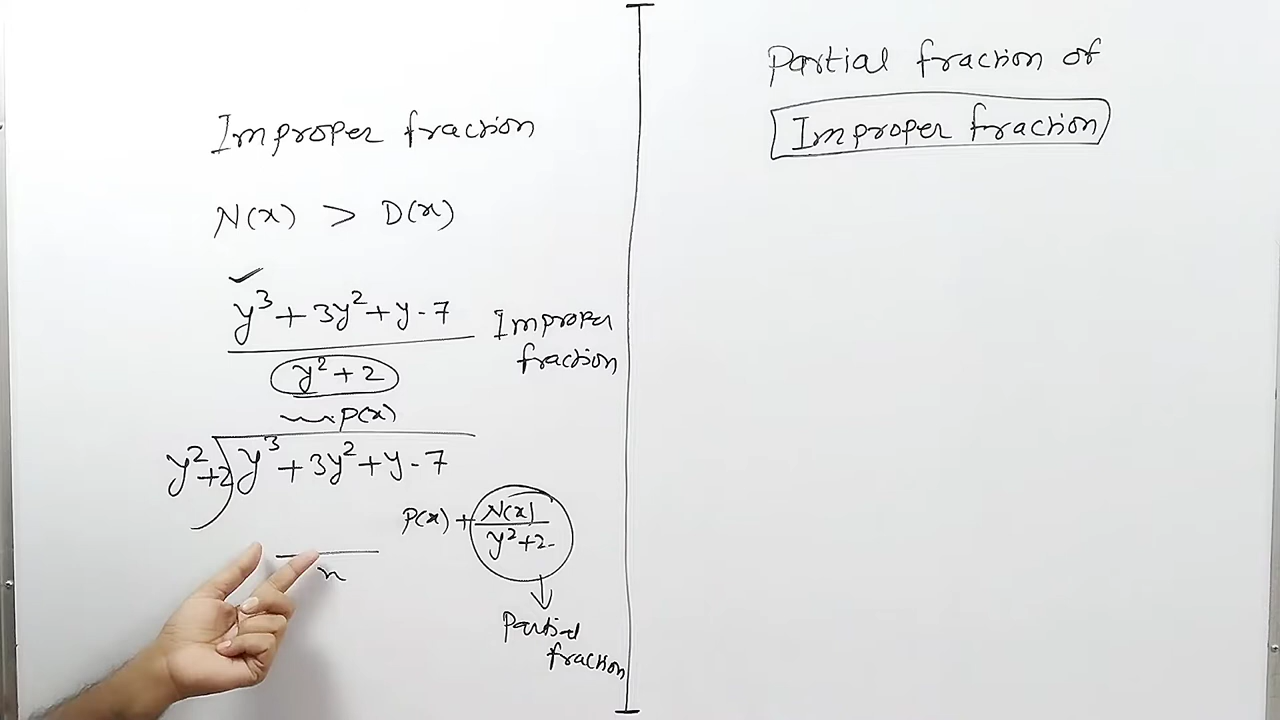 Improper fraction
N(x) > D(x)
✓
y³ + 3y² + y - 7
y² + 2
Improper
fraction
P(x)
y² + 2 ) y³ + 3y² + y - 7
P(x) + N(x)
y² + 2
n
Partial
fraction
Partial fraction of
Improper fraction